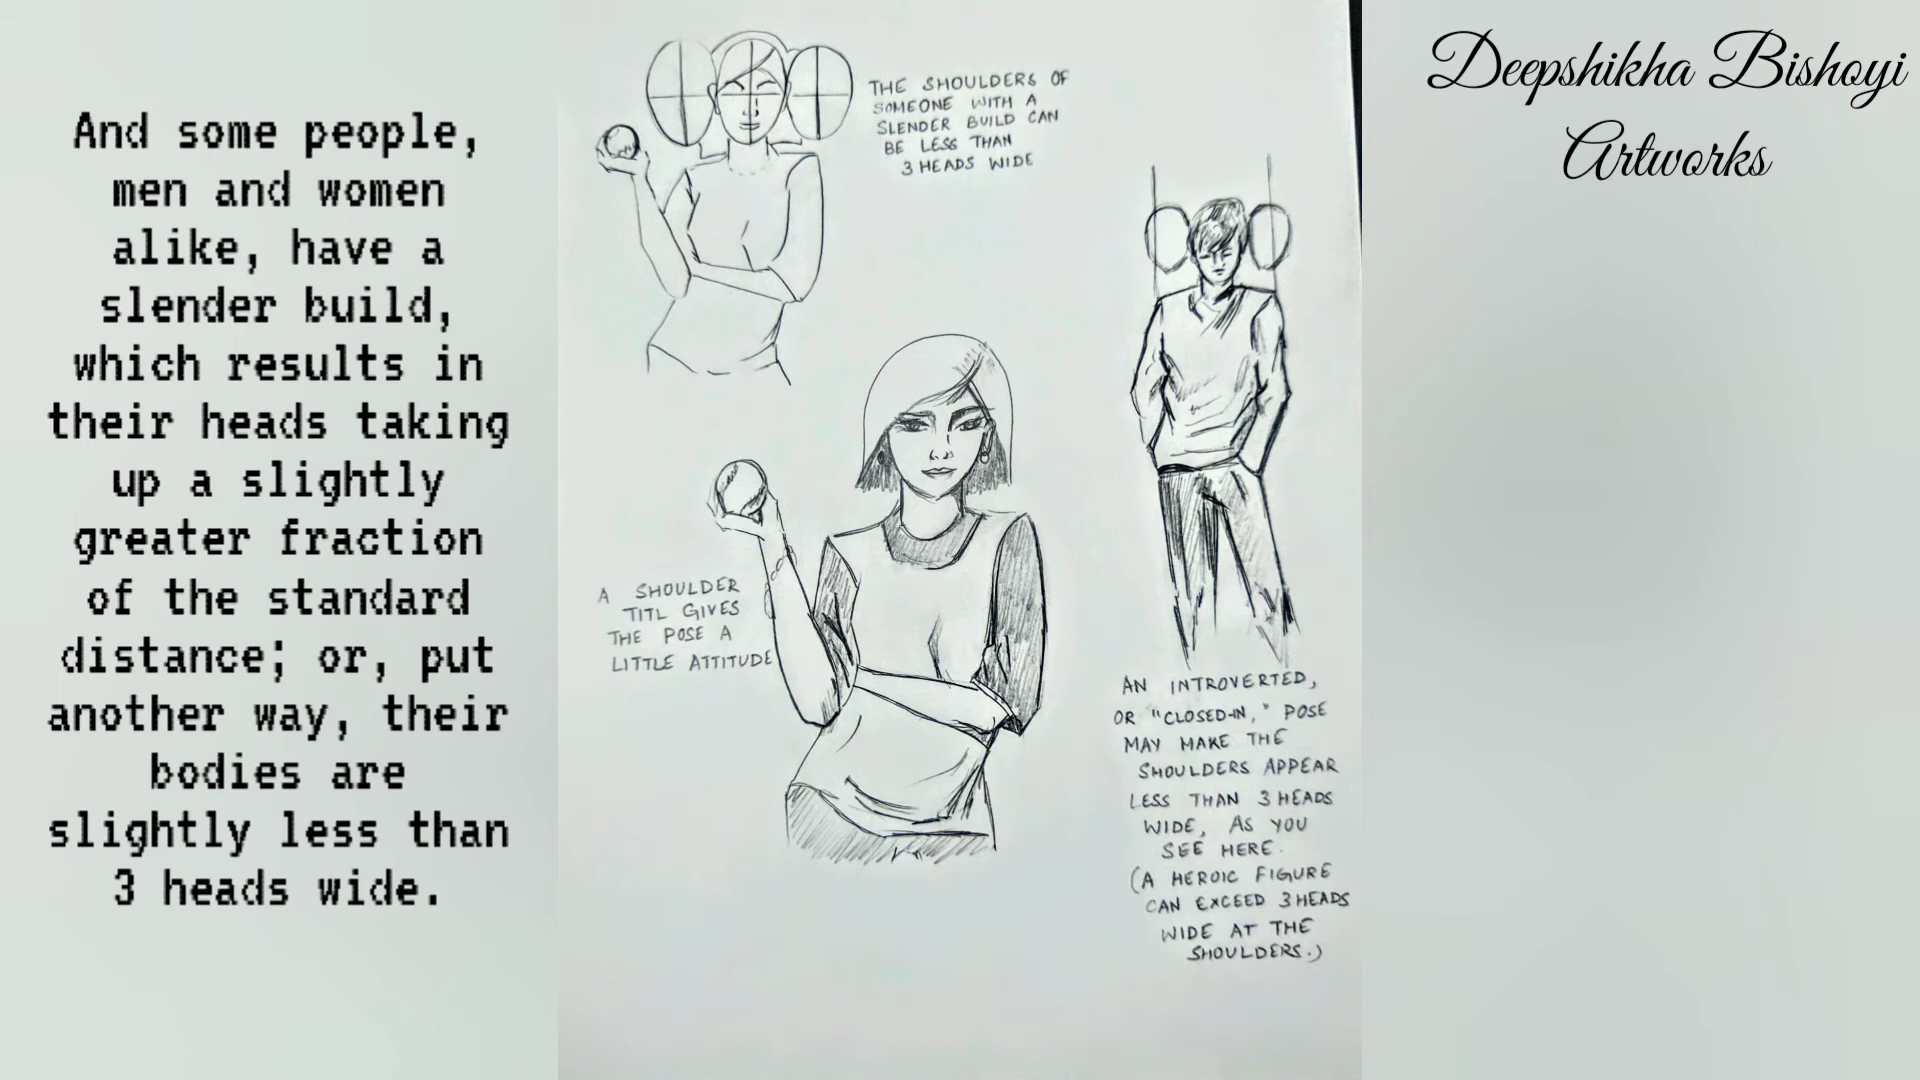 And some people,
men and women
alike, have a
slender build,
which results in
their heads taking
up a slightly
greater fraction
of the standard
distance; or, put
another way, their
bodies are
slightly less than
3 heads wide.
THE SHOULDERS OF
SOMEONE WITH A
SLENDER BUILD CAN
BE LESS THAN
3 HEADS WIDE
A SHOULDER
TITL GIVES
THE POSE A
LITTLE ATTITUDE
AN INTROVERTED,
OR "CLOSED-IN," POSE
MAY MAKE THE
SHOULDERS APPEAR
LESS THAN 3 HEADS
WIDE, AS YOU
SEE HERE.
(A HEROIC FIGURE
CAN EXCEED 3 HEADS
WIDE AT THE
SHOULDERS.)
Deepshikha Bishoyi
Artworks